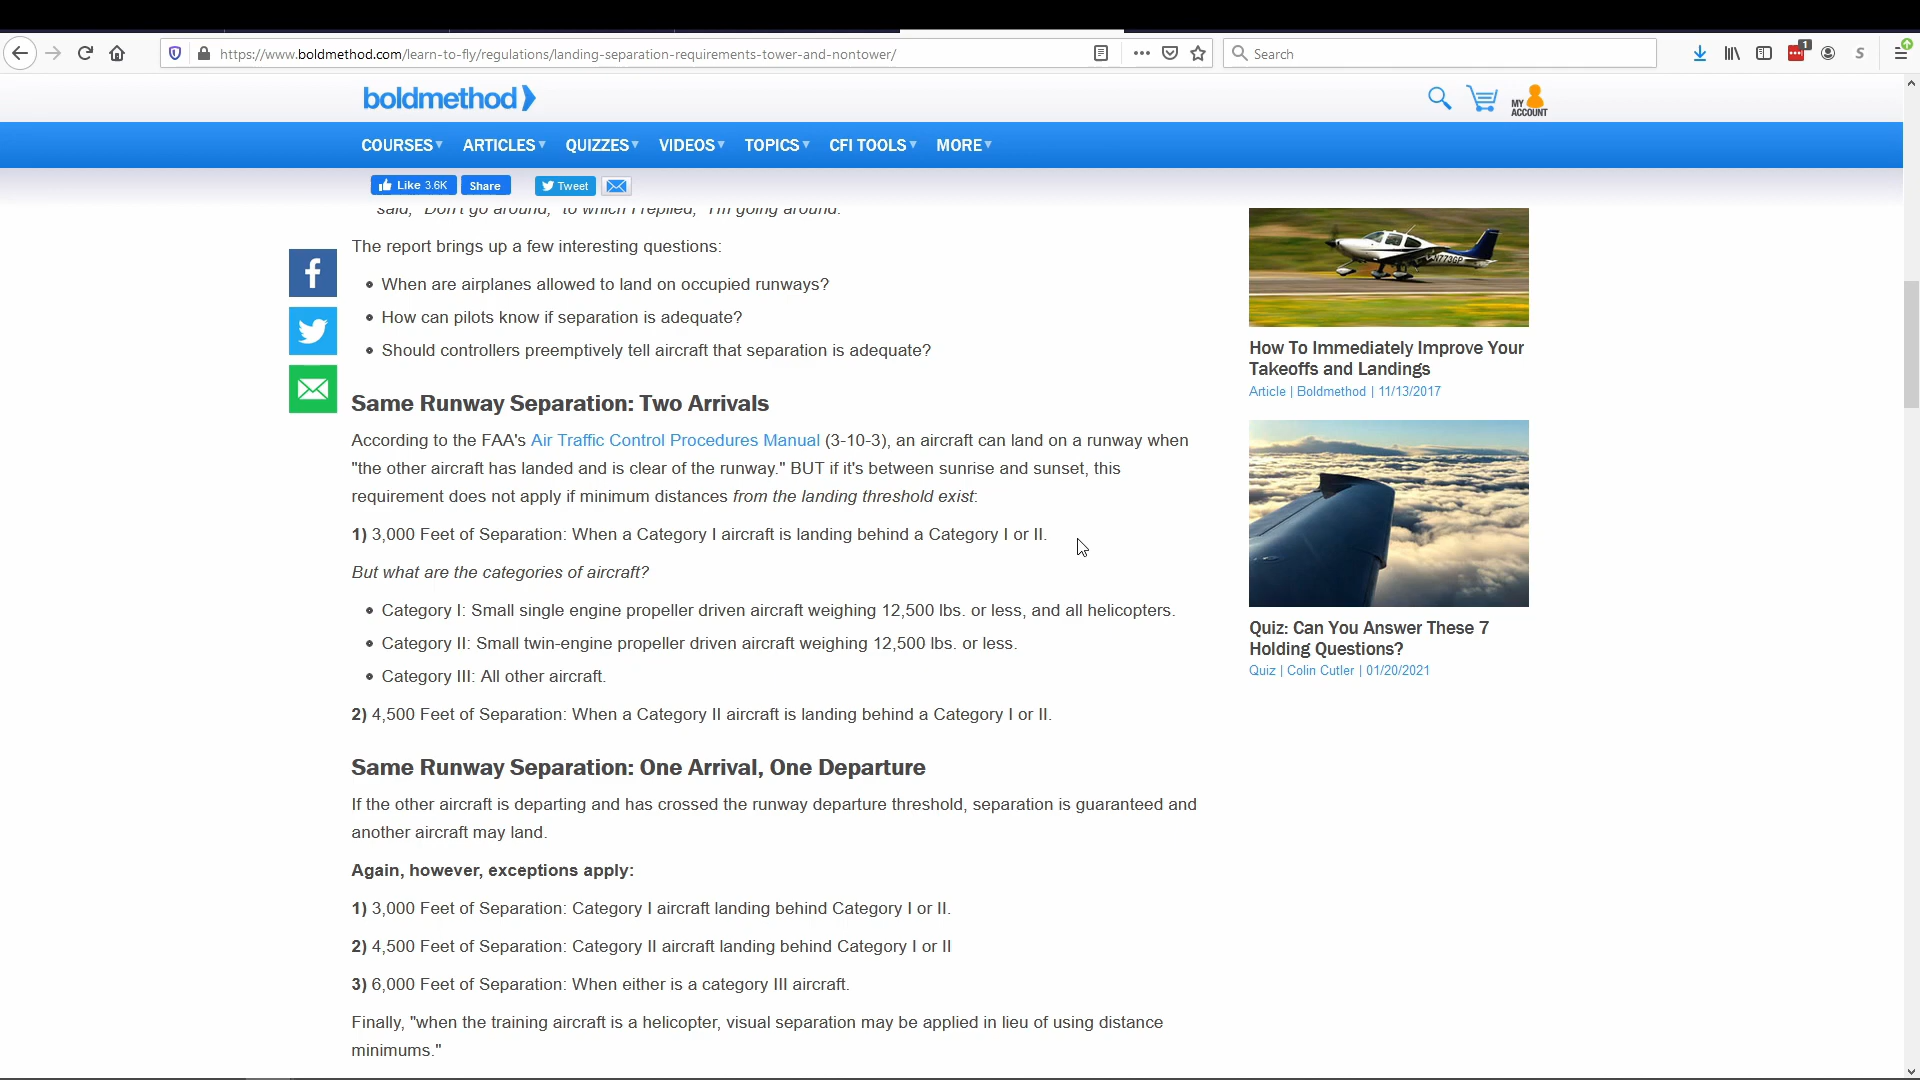 https://www.boldmethod.com/learn-to-fly/regulations/landing-separation-requirements-tower-and-nontower/
Search
1
S
boldmethod
MY ACCOUNT
COURSES ARTICLES QUIZZES VIDEOS TOPICS CFI TOOLS MORE
Like 3.6K Share Tweet
said, "Don't go around," to which I replied, "I'm going around."
The report brings up a few interesting questions:
• When are airplanes allowed to land on occupied runways?
• How can pilots know if separation is adequate?
• Should controllers preemptively tell aircraft that separation is adequate?
Same Runway Separation: Two Arrivals
According to the FAA's Air Traffic Control Procedures Manual (3-10-3), an aircraft can land on a runway when
"the other aircraft has landed and is clear of the runway." BUT if it's between sunrise and sunset, this
requirement does not apply if minimum distances from the landing threshold exist:
1) 3,000 Feet of Separation: When a Category I aircraft is landing behind a Category I or II.
But what are the categories of aircraft?
• Category I: Small single engine propeller driven aircraft weighing 12,500 lbs. or less, and all helicopters.
• Category II: Small twin-engine propeller driven aircraft weighing 12,500 lbs. or less.
• Category III: All other aircraft.
2) 4,500 Feet of Separation: When a Category II aircraft is landing behind a Category I or II.
Same Runway Separation: One Arrival, One Departure
If the other aircraft is departing and has crossed the runway departure threshold, separation is guaranteed and
another aircraft may land.
Again, however, exceptions apply:
1) 3,000 Feet of Separation: Category I aircraft landing behind Category I or II.
2) 4,500 Feet of Separation: Category II aircraft landing behind Category I or II
3) 6,000 Feet of Separation: When either is a category III aircraft.
Finally, "when the training aircraft is a helicopter, visual separation may be applied in lieu of using distance
minimums."
N773GP
How To Immediately Improve Your
Takeoffs and Landings
Article | Boldmethod | 11/13/2017
Quiz: Can You Answer These 7
Holding Questions?
Quiz | Colin Cutler | 01/20/2021